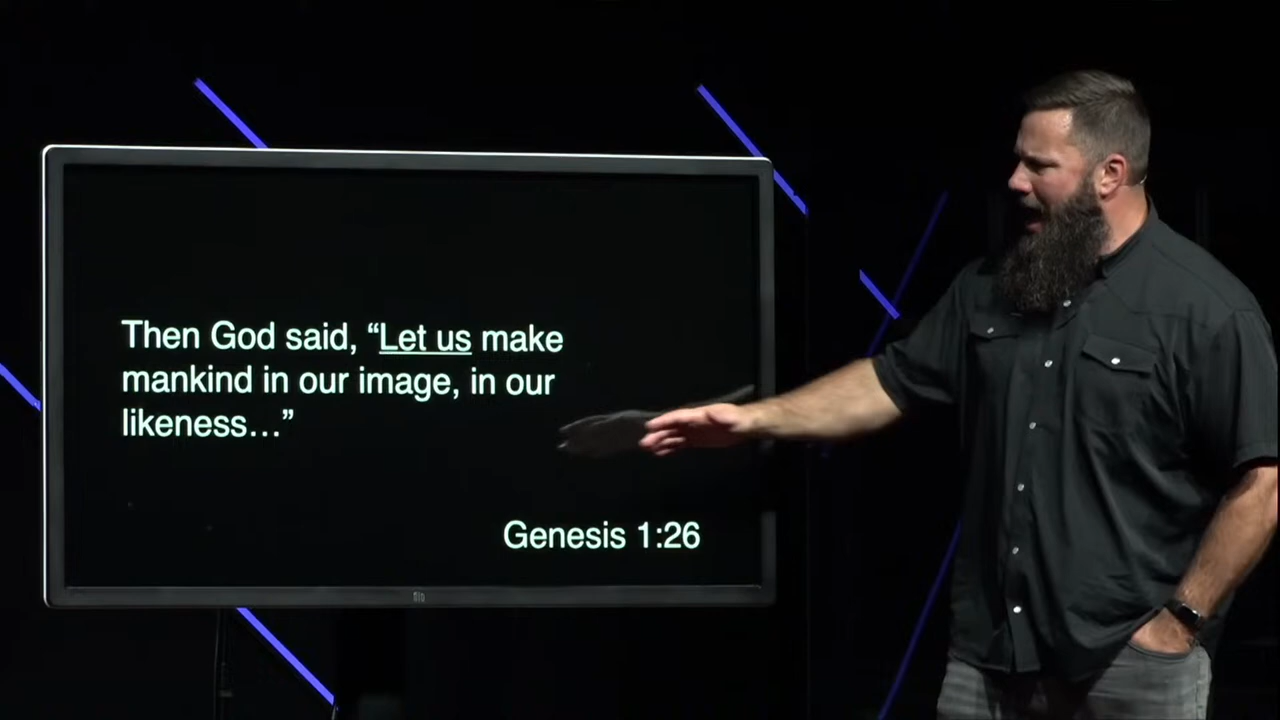 Then God said, “Let us make
mankind in our image, in our
likeness…”
Genesis 1:26